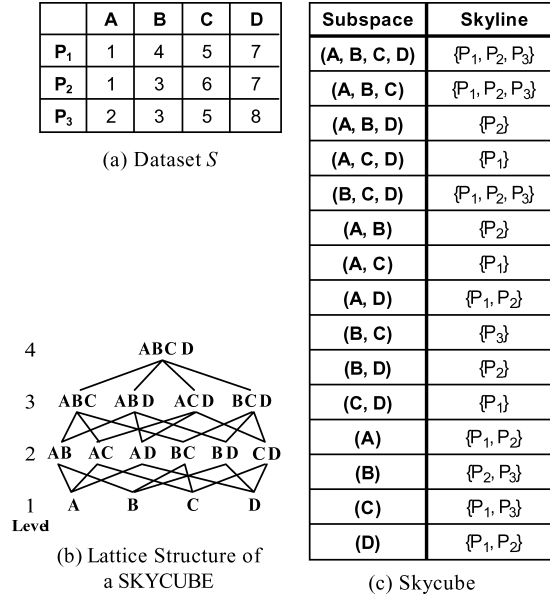 A B C D
P1 1 4 5 7
P2 1 3 6 7
P3 2 3 5 8
(a) Dataset S
4 ABC D
3 ABC ABD ACD BCD
2 AB AC AD BC BD CD
1 A B C D
Level
(b) Lattice Structure of
a SKYCUBE
Subspace Skyline
(A, B, C, D) {P1, P2, P3}
(A, B, C) {P1, P2, P3}
(A, B, D) {P2}
(A, C, D) {P1}
(B, C, D) {P1, P2, P3}
(A, B) {P2}
(A, C) {P1}
(A, D) {P1, P2}
(B, C) {P3}
(B, D) {P2}
(C, D) {P1}
(A) {P1, P2}
(B) {P2, P3}
(C) {P1, P3}
(D) {P1, P2}
(c) Skycube